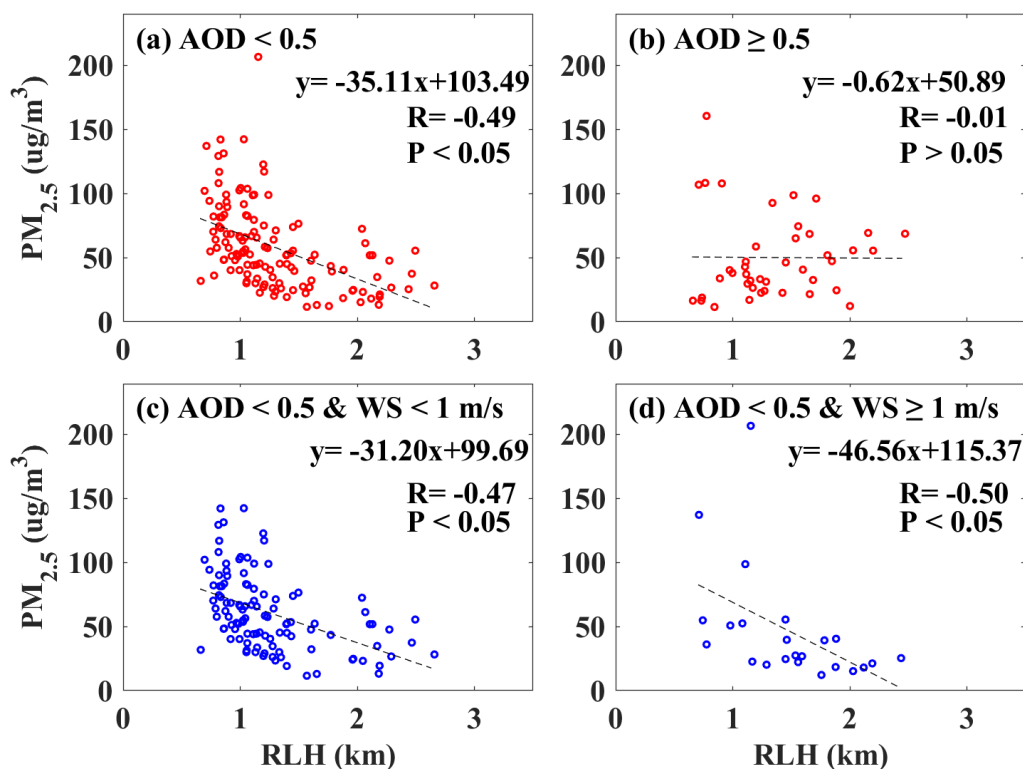 (a) AOD < 0.5
y= -35.11x+103.49
R= -0.49
P < 0.05
PM2.5 (ug/m3)
200
150
100
50
0
0 1 2 3
(b) AOD ≥ 0.5
y= -0.62x+50.89
R= -0.01
P > 0.05
200
150
100
50
0
0 1 2 3
(c) AOD < 0.5 & WS < 1 m/s
y= -31.20x+99.69
R= -0.47
P < 0.05
PM2.5 (ug/m3)
200
150
100
50
0
0 1 2 3
RLH (km)
(d) AOD < 0.5 & WS ≥ 1 m/s
y= -46.56x+115.37
R= -0.50
P < 0.05
200
150
100
50
0
0 1 2 3
RLH (km)